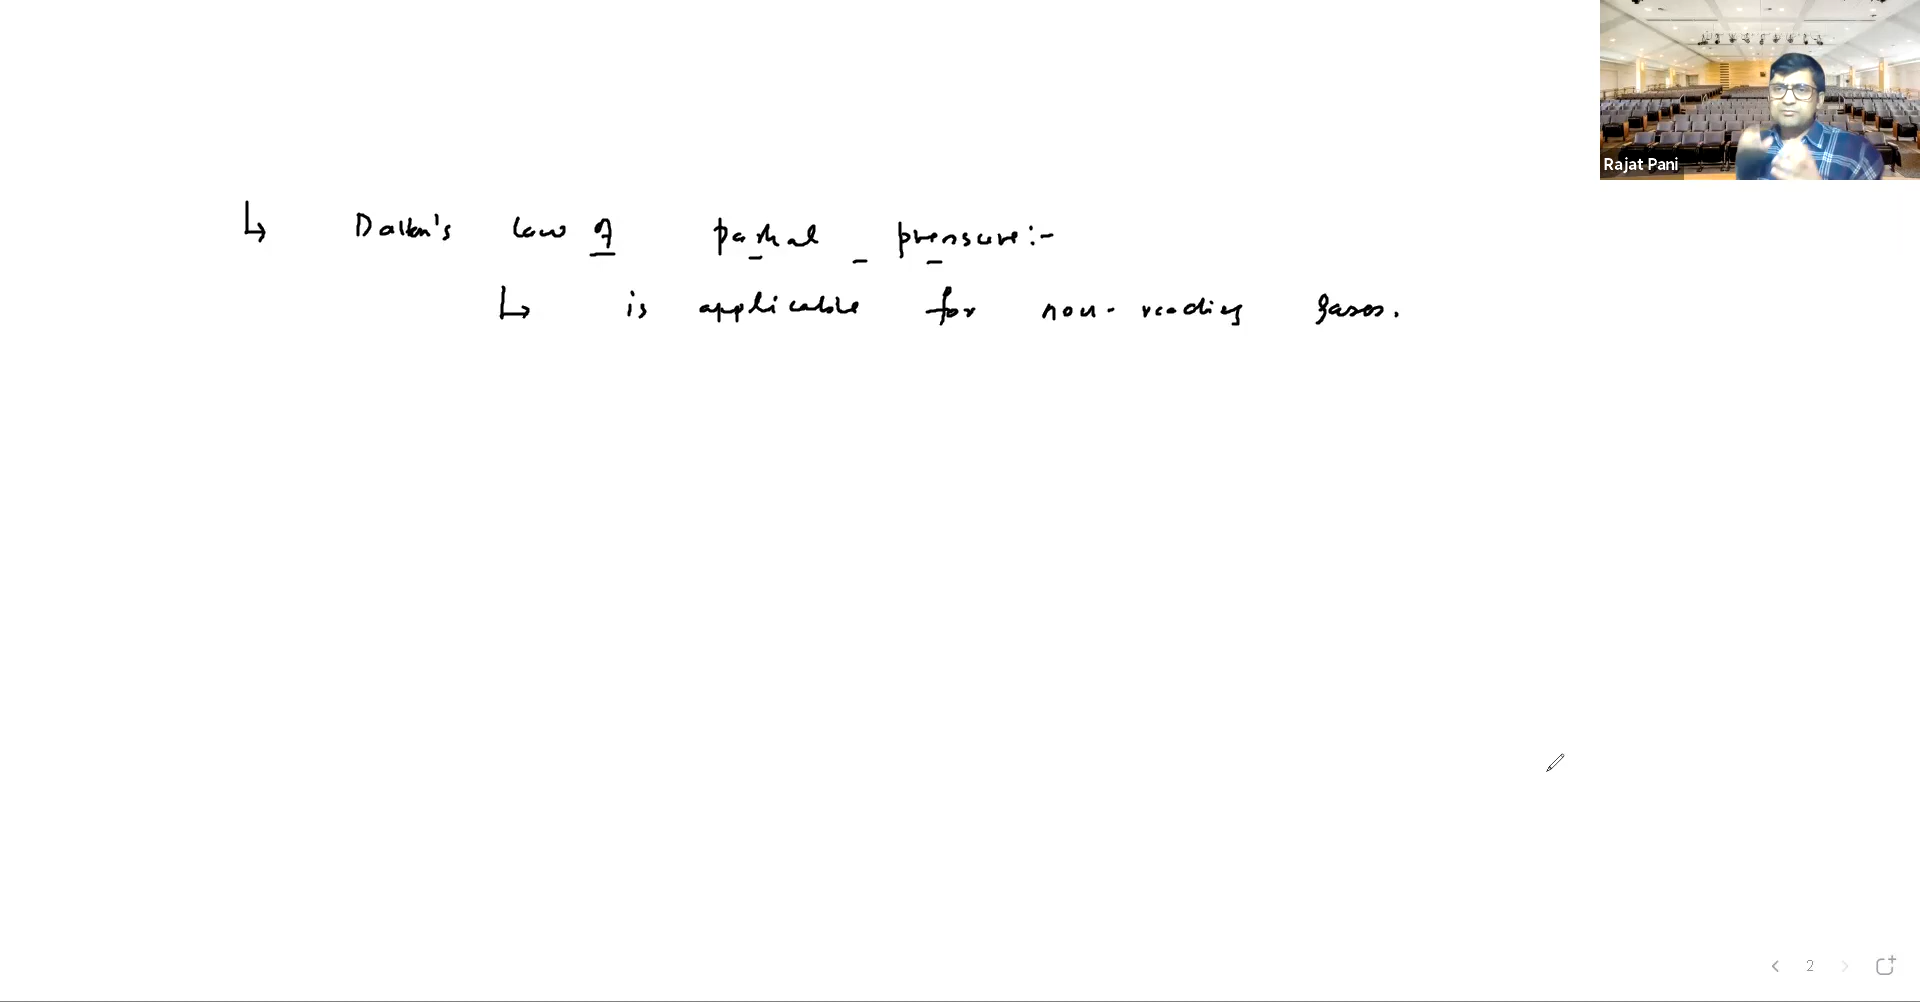 Rajat Pani
↳ Dalton's law of partial pressure:-
↳ is applicable for non-reacting gases.
2